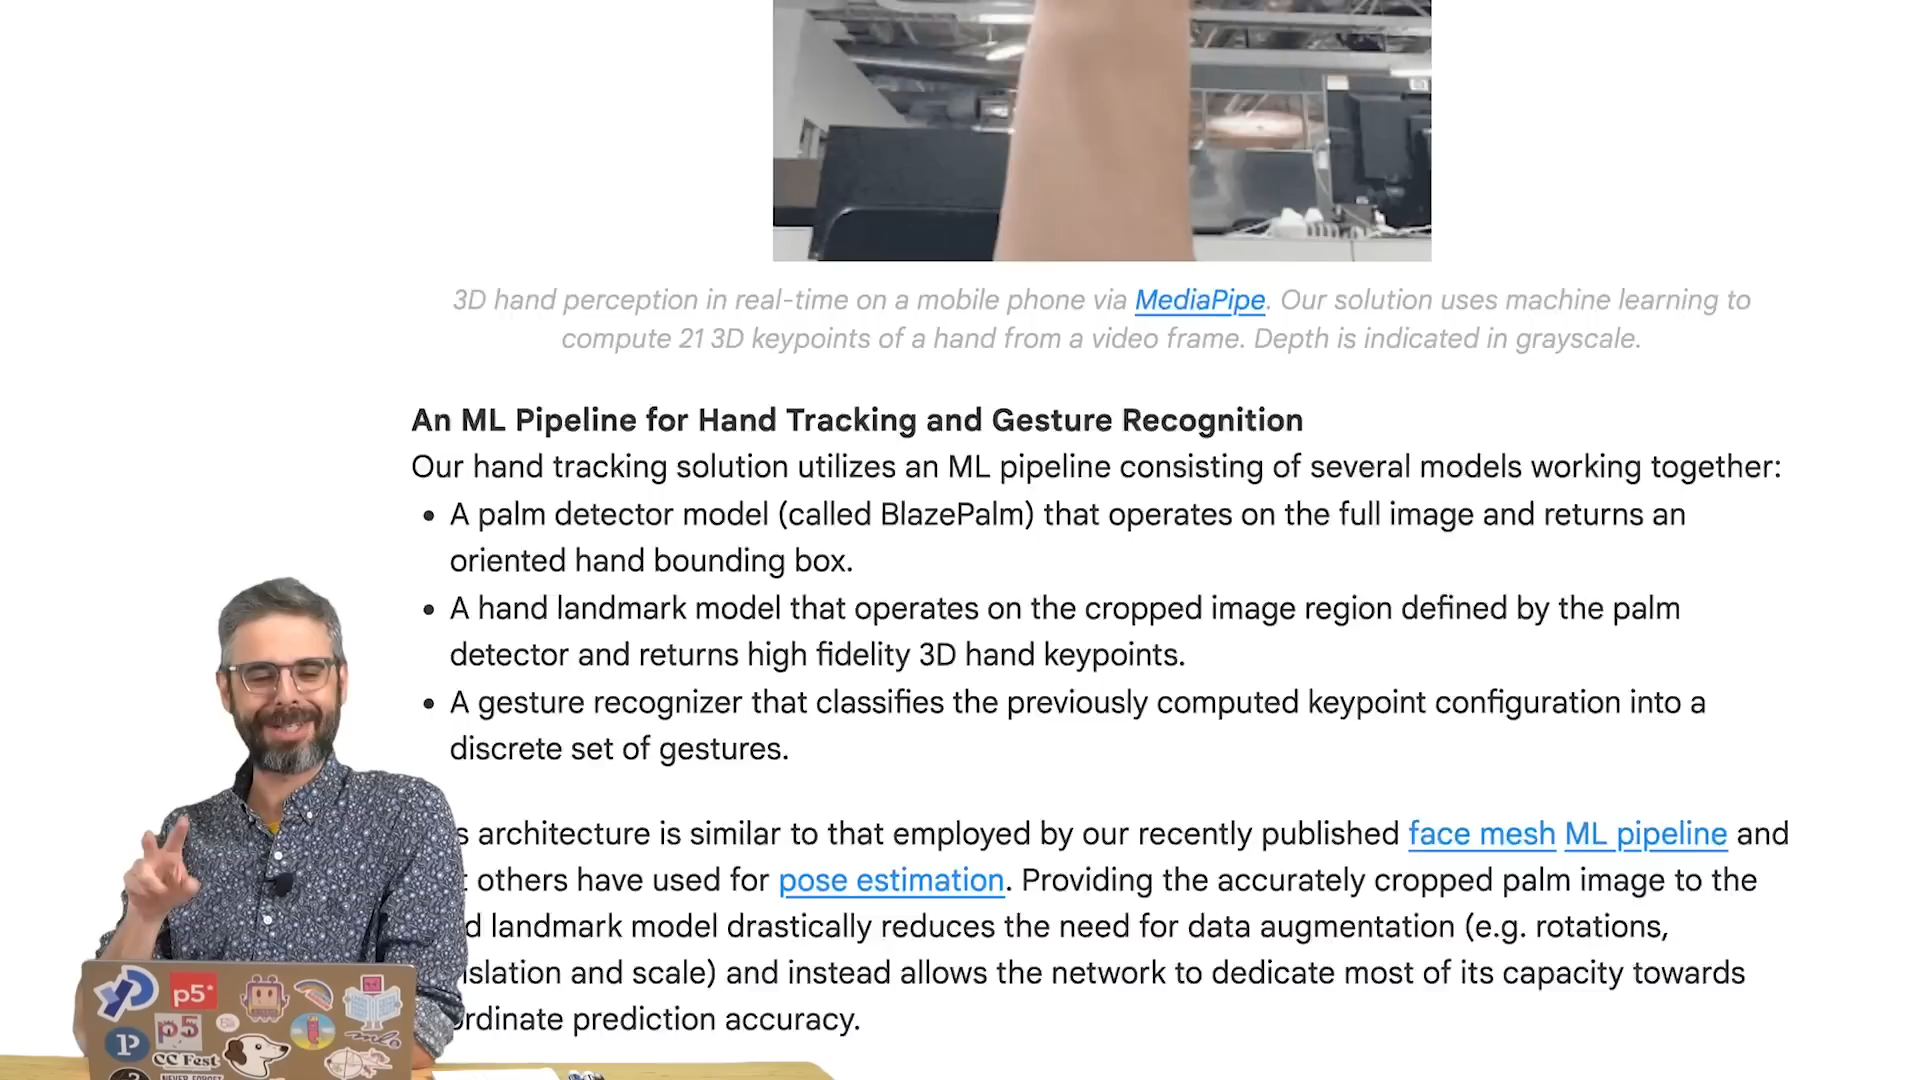 3D hand perception in real-time on a mobile phone via MediaPipe. Our solution uses machine learning to
compute 21 3D keypoints of a hand from a video frame. Depth is indicated in grayscale.
An ML Pipeline for Hand Tracking and Gesture Recognition
Our hand tracking solution utilizes an ML pipeline consisting of several models working together:
• A palm detector model (called BlazePalm) that operates on the full image and returns an
oriented hand bounding box.
• A hand landmark model that operates on the cropped image region defined by the palm
detector and returns high fidelity 3D hand keypoints.
• A gesture recognizer that classifies the previously computed keypoint configuration into a
discrete set of gestures.
s architecture is similar to that employed by our recently published face mesh ML pipeline and
others have used for pose estimation. Providing the accurately cropped palm image to the
d landmark model drastically reduces the need for data augmentation (e.g. rotations,
slation and scale) and instead allows the network to dedicate most of its capacity towards
rdinate prediction accuracy.
p5*
p5
CC Fest
NEVER FORGET